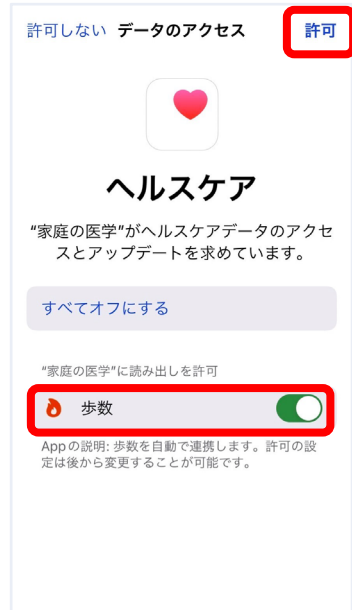 許可しない データのアクセス 許可
ヘルスケア
“家庭の医学”がヘルスケアデータのアクセ
スとアップデートを求めています。
すべてオフにする
“家庭の医学”に読み出しを許可
歩数
Appの説明: 歩数を自動で連携します。許可の設
定は後から変更することが可能です。